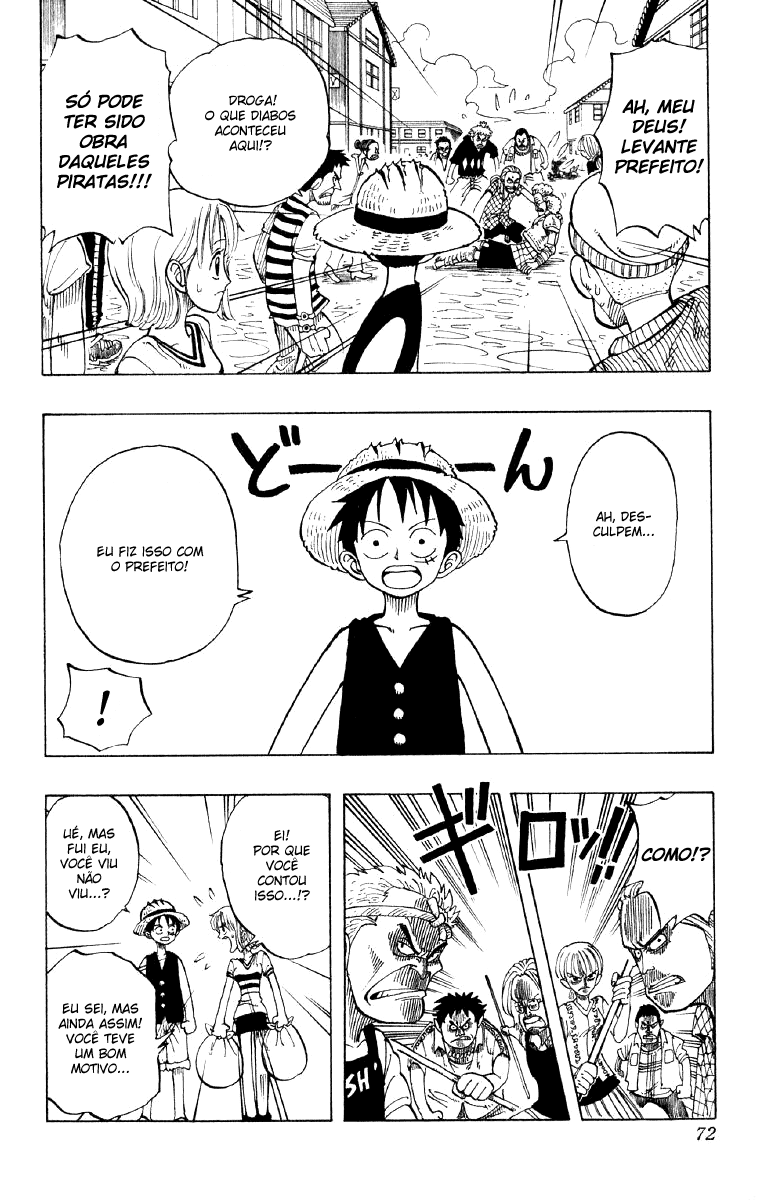 AH, MEU
DEUS!
LEVANTE
PREFEITO!
DROGA!
O QUE DIABOS
ACONTECEU
AQUI!?
SÓ PODE
TER SIDO
OBRA
DAQUELES
PIRATAS!!!
AH, DES-
CULPEM...
どーーん
EU FIZ ISSO COM
O PREFEITO!
!
COMO!?
ギロッ!!
SH'
EI!
POR QUE
VOCÊ
CONTOU
ISSO...!?
UÉ, MAS
FUI EU,
VOCÊ VIU
NÃO
VIU...?
EU SEI, MAS
AINDA ASSIM!
VOCÊ TEVE
UM BOM
MOTIVO...
72